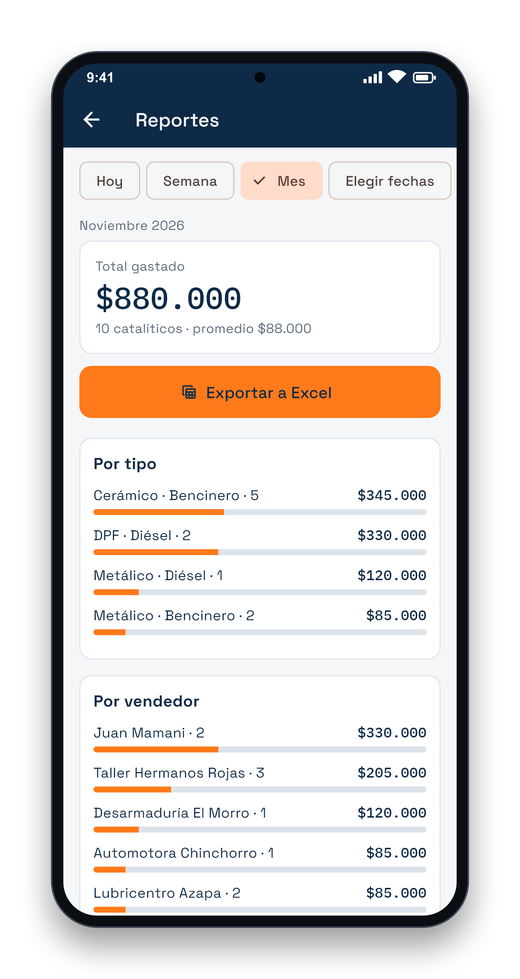 9:41
Reportes
Hoy
Semana
Mes
Elegir fechas
Noviembre 2026
Total gastado
$880.000
10 catalíticos · promedio $88.000
Exportar a Excel
Por tipo
Cerámico · Bencinero · 5 $345.000
DPF · Diésel · 2 $330.000
Metálico · Diésel · 1 $120.000
Metálico · Bencinero · 2 $85.000
Por vendedor
Juan Mamani · 2 $330.000
Taller Hermanos Rojas · 3 $205.000
Desarmaduría El Morro · 1 $120.000
Automotora Chinchorro · 1 $85.000
Lubricentro Azapa · 2 $85.000